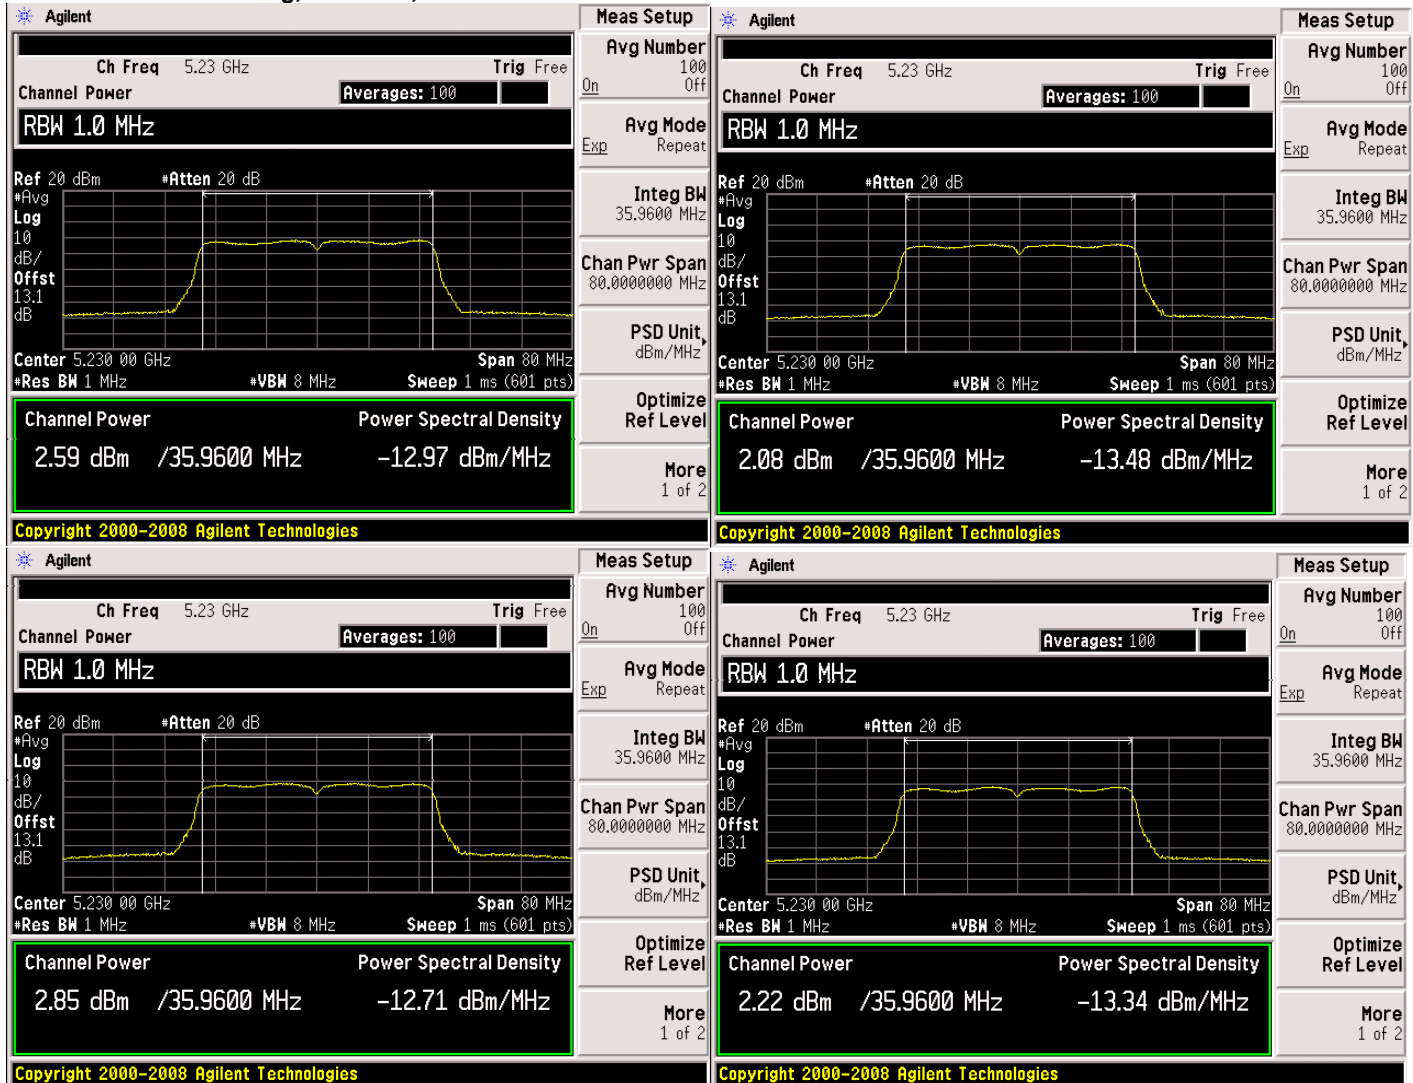 Agilent
Meas Setup
Ch Freq 5.23 GHz Trig Free
Channel Power Averages: 100
RBW 1.0 MHz
Ref 20 dBm #Atten 20 dB
#Avg
Log
10
dB/
Offst
13.1
dB
Center 5.230 00 GHz Span 80 MHz
#Res BW 1 MHz #VBW 8 MHz Sweep 1 ms (601 pts)
Channel Power Power Spectral Density
2.59 dBm /35.9600 MHz -12.97 dBm/MHz
Avg Number
100
On Off
Avg Mode
Exp Repeat
Integ BW
35.9600 MHz
Chan Pwr Span
80.0000000 MHz
PSD Unit
dBm/MHz
Optimize
Ref Level
More
1 of 2
Copyright 2000-2008 Agilent Technologies
Agilent
Meas Setup
Ch Freq 5.23 GHz Trig Free
Channel Power Averages: 100
RBW 1.0 MHz
Ref 20 dBm #Atten 20 dB
#Avg
Log
10
dB/
Offst
13.1
dB
Center 5.230 00 GHz Span 80 MHz
#Res BW 1 MHz #VBW 8 MHz Sweep 1 ms (601 pts)
Channel Power Power Spectral Density
2.08 dBm /35.9600 MHz -13.48 dBm/MHz
Avg Number
100
On Off
Avg Mode
Exp Repeat
Integ BW
35.9600 MHz
Chan Pwr Span
80.0000000 MHz
PSD Unit
dBm/MHz
Optimize
Ref Level
More
1 of 2
Copyright 2000-2008 Agilent Technologies
Agilent
Meas Setup
Ch Freq 5.23 GHz Trig Free
Channel Power Averages: 100
RBW 1.0 MHz
Ref 20 dBm #Atten 20 dB
#Avg
Log
10
dB/
Offst
13.1
dB
Center 5.230 00 GHz Span 80 MHz
#Res BW 1 MHz #VBW 8 MHz Sweep 1 ms (601 pts)
Channel Power Power Spectral Density
2.85 dBm /35.9600 MHz -12.71 dBm/MHz
Avg Number
100
On Off
Avg Mode
Exp Repeat
Integ BW
35.9600 MHz
Chan Pwr Span
80.0000000 MHz
PSD Unit
dBm/MHz
Optimize
Ref Level
More
1 of 2
Copyright 2000-2008 Agilent Technologies
Agilent
Meas Setup
Ch Freq 5.23 GHz Trig Free
Channel Power Averages: 100
RBW 1.0 MHz
Ref 20 dBm #Atten 20 dB
#Avg
Log
10
dB/
Offst
13.1
dB
Center 5.230 00 GHz Span 80 MHz
#Res BW 1 MHz #VBW 8 MHz Sweep 1 ms (601 pts)
Channel Power Power Spectral Density
2.22 dBm /35.9600 MHz -13.34 dBm/MHz
Avg Number
100
On Off
Avg Mode
Exp Repeat
Integ BW
35.9600 MHz
Chan Pwr Span
80.0000000 MHz
PSD Unit
dBm/MHz
Optimize
Ref Level
More
1 of 2
Copyright 2000-2008 Agilent Technologies